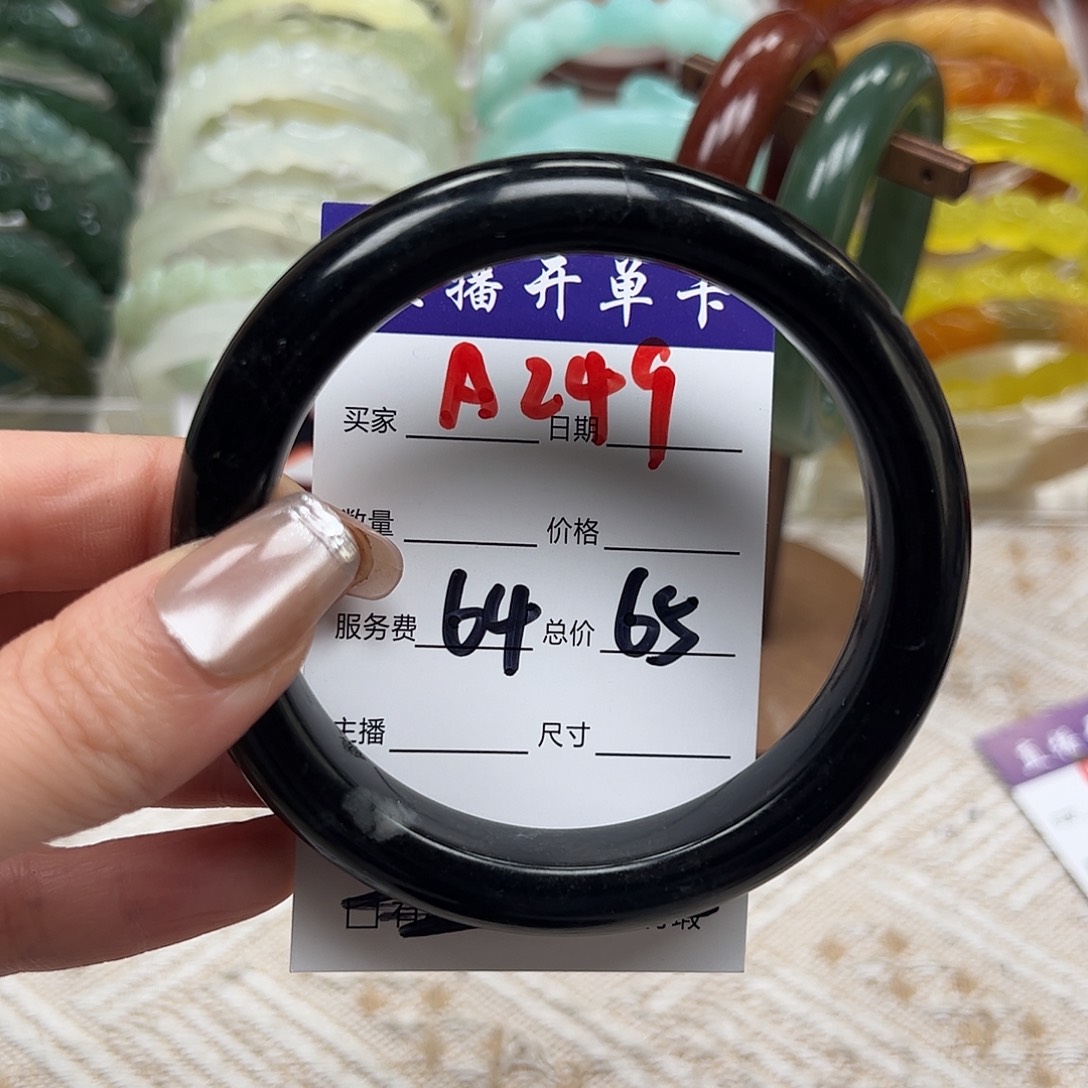 播开单卡
A249
买家 日期
数量 价格
服务费 64 总价 65
主播 尺寸